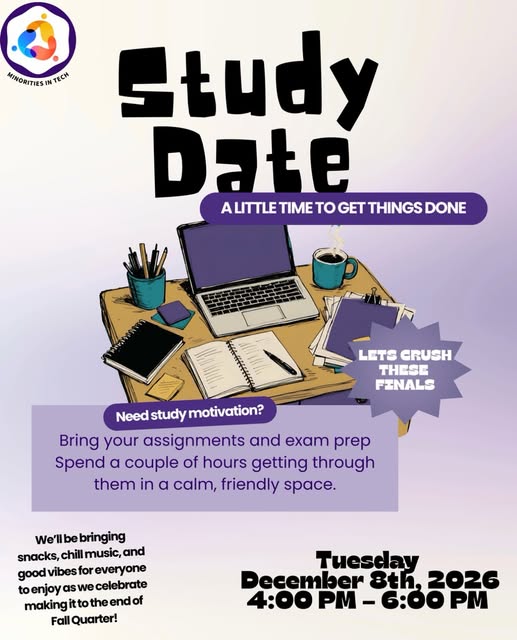 MINORITIES IN TECH
Study
Date
A LITTLE TIME TO GET THINGS DONE
LETS CRUSH
THESE
FINALS
Need study motivation?
Bring your assignments and exam prep
Spend a couple of hours getting through
them in a calm, friendly space.
We'll be bringing
snacks, chill music, and
good vibes for everyone
to enjoy as we celebrate
making it to the end of
Fall Quarter!
Tuesday
December 8th, 2026
4:00 PM – 6:00 PM